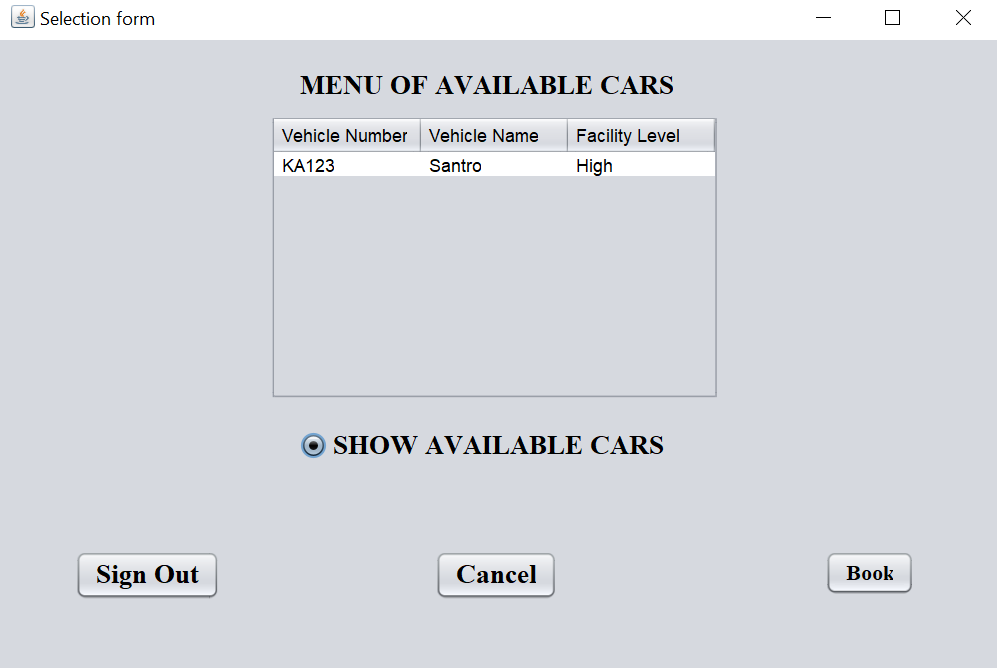 Selection form
MENU OF AVAILABLE CARS
Vehicle Number Vehicle Name Facility Level
KA123 Santro High
SHOW AVAILABLE CARS
Sign Out Cancel Book